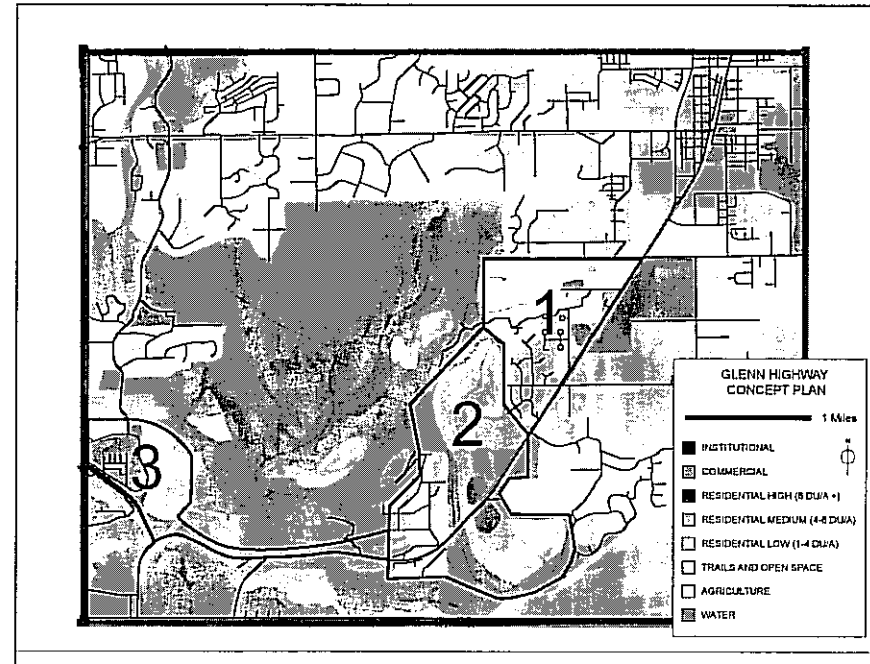 1
2
3
GLENN HIGHWAY
CONCEPT PLAN
1 Miles
N
INSTITUTIONAL
COMMERCIAL
RESIDENTIAL HIGH (8 DU/A +)
RESIDENTIAL MEDIUM (4-8 DU/A)
RESIDENTIAL LOW (1-4 DU/A)
TRAILS AND OPEN SPACE
AGRICULTURE
WATER